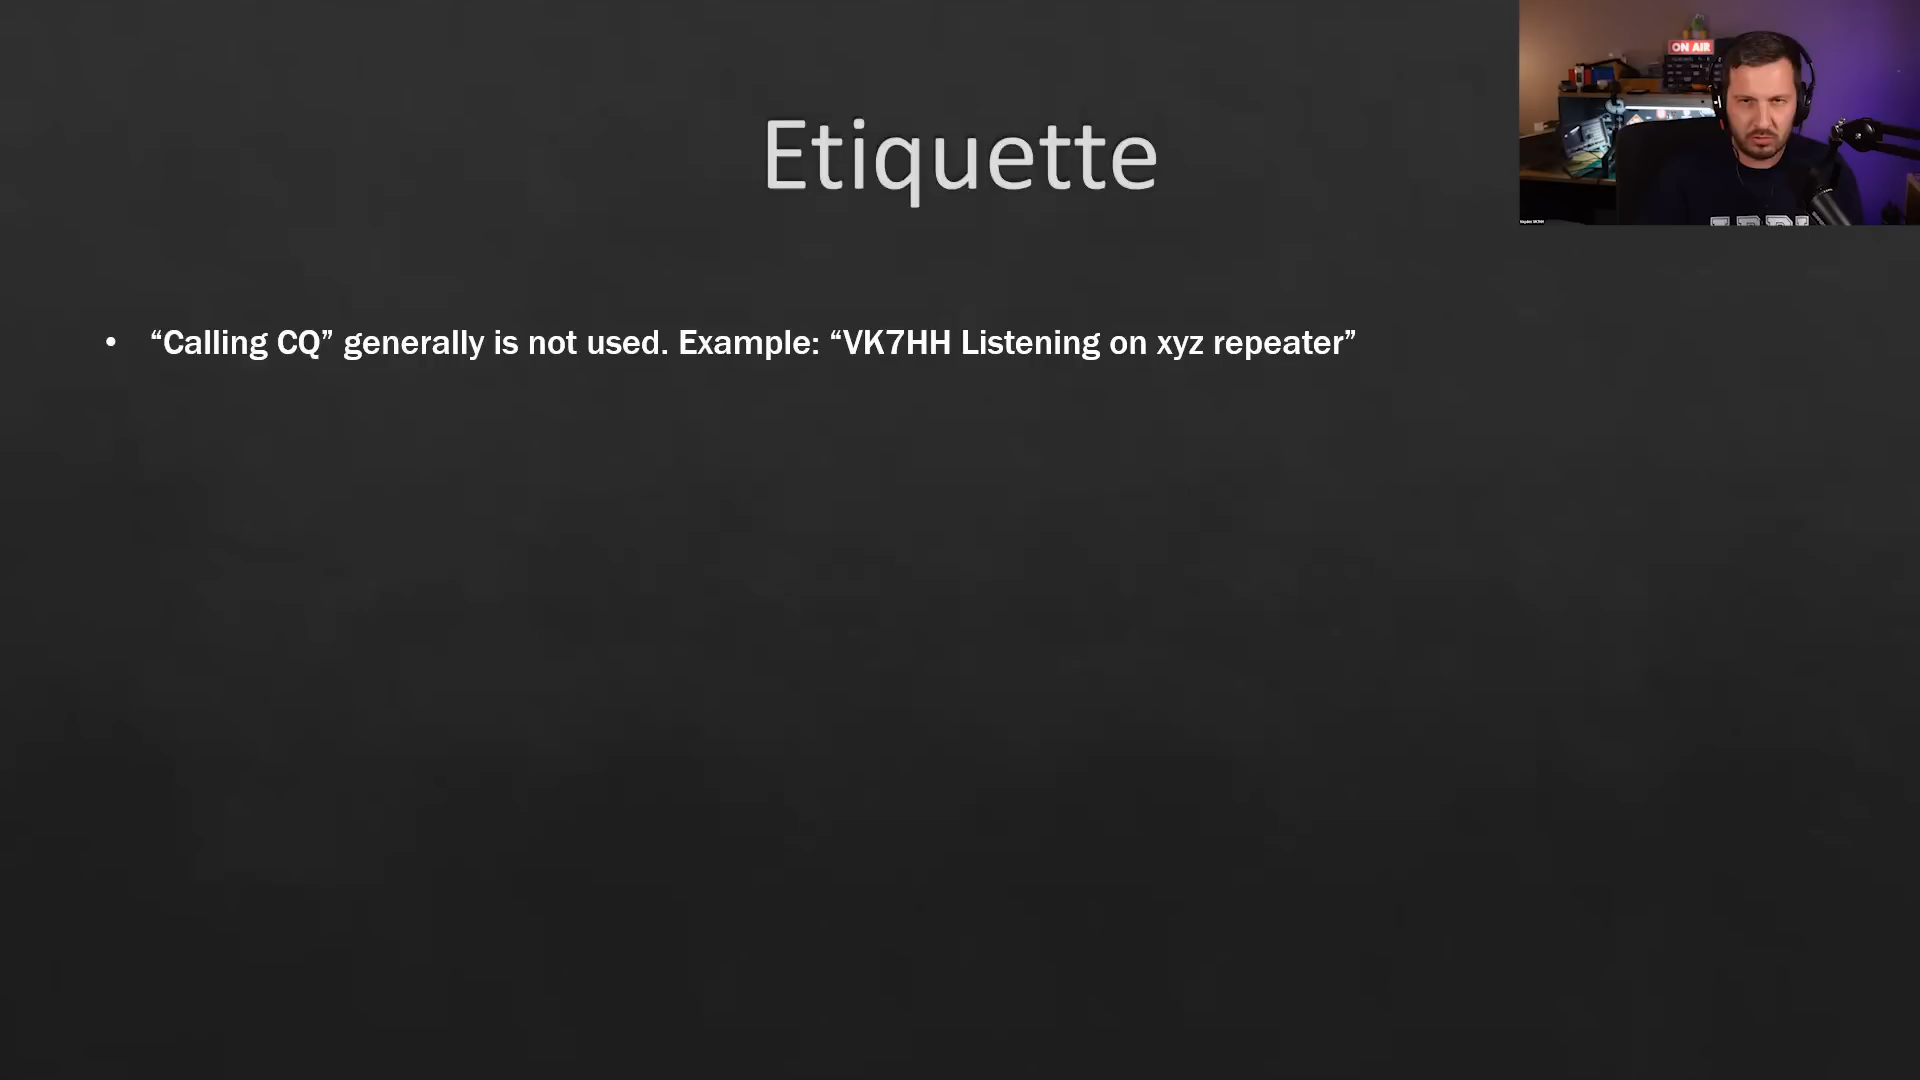 ON AIR
Etiquette
• “Calling CQ” generally is not used. Example: “VK7HH Listening on xyz repeater”